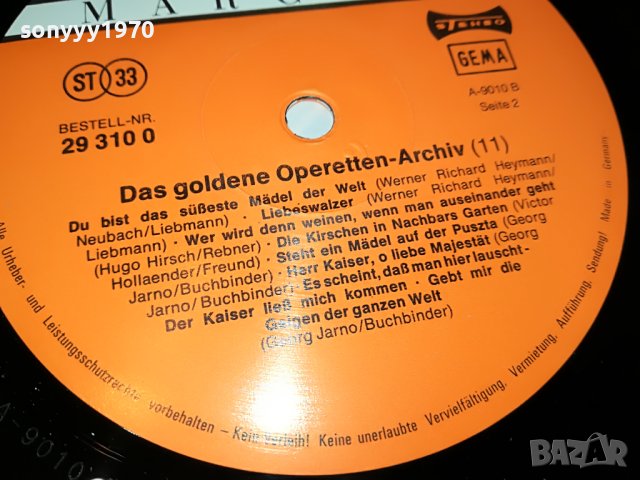 sonyyy1970
MARC
ST 33
STEREO
GEMA
BESTELL-NR.
29 310 0
A-9010 B
Seite 2
Das goldene Operetten-Archiv (11)
Du bist das süßeste Mädel der Welt (Werner Richard Heymann/
Neubach/Liebmann) · Liebeswalzer (Werner Richard Heymann/
Liebmann) · Wer wird denn weinen, wenn man auseinander geht
(Hugo Hirsch/Rebner) · Die Kirschen in Nachbars Garten (Victor
Hollaender/Freund) · Steht ein Mädel auf der Puszta (Georg
Jarno/Buchbinder) · Herr Kaiser, o liebe Majestät (Georg
Jarno/Buchbinder) · Es scheint, daß man hier lauscht -
Der Kaiser ließ mich kommen · Gebt mir die
Geigen der ganzen Welt
(Georg Jarno/Buchbinder)
Alle Urheber- und Leistungsschutzrechte vorbehalten – Kein Verleih! Keine unerlaubte Vervielfältigung, Vermietung, Aufführung, Sendung! Made in Germany
A-9010
BAZAR